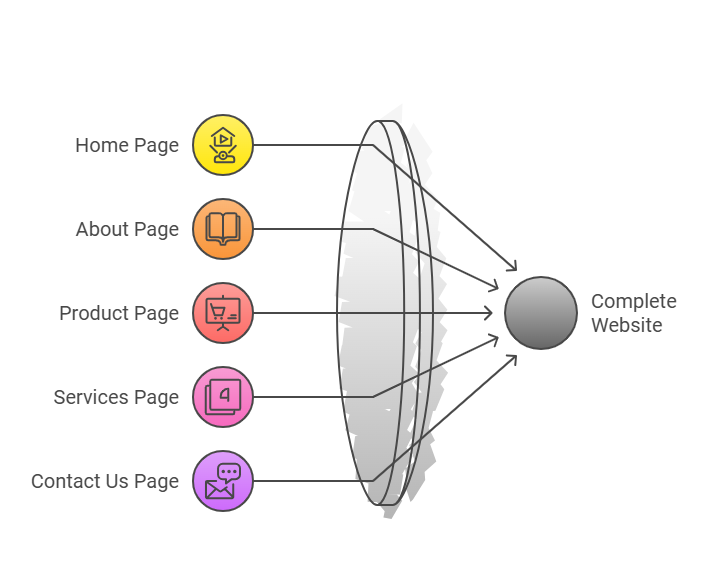 Home Page
About Page
Product Page
Services Page
Contact Us Page
Complete
Website